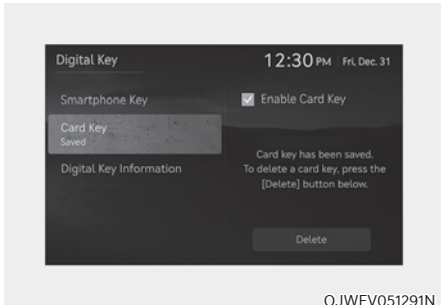 Digital Key
12:30 PM Fri, Dec. 31
Smartphone Key
Enable Card Key
Card Key
Saved
Digital Key Information
Card key has been saved.
To delete a card key, press the
[Delete] button below.
Delete
OJWEV051291N